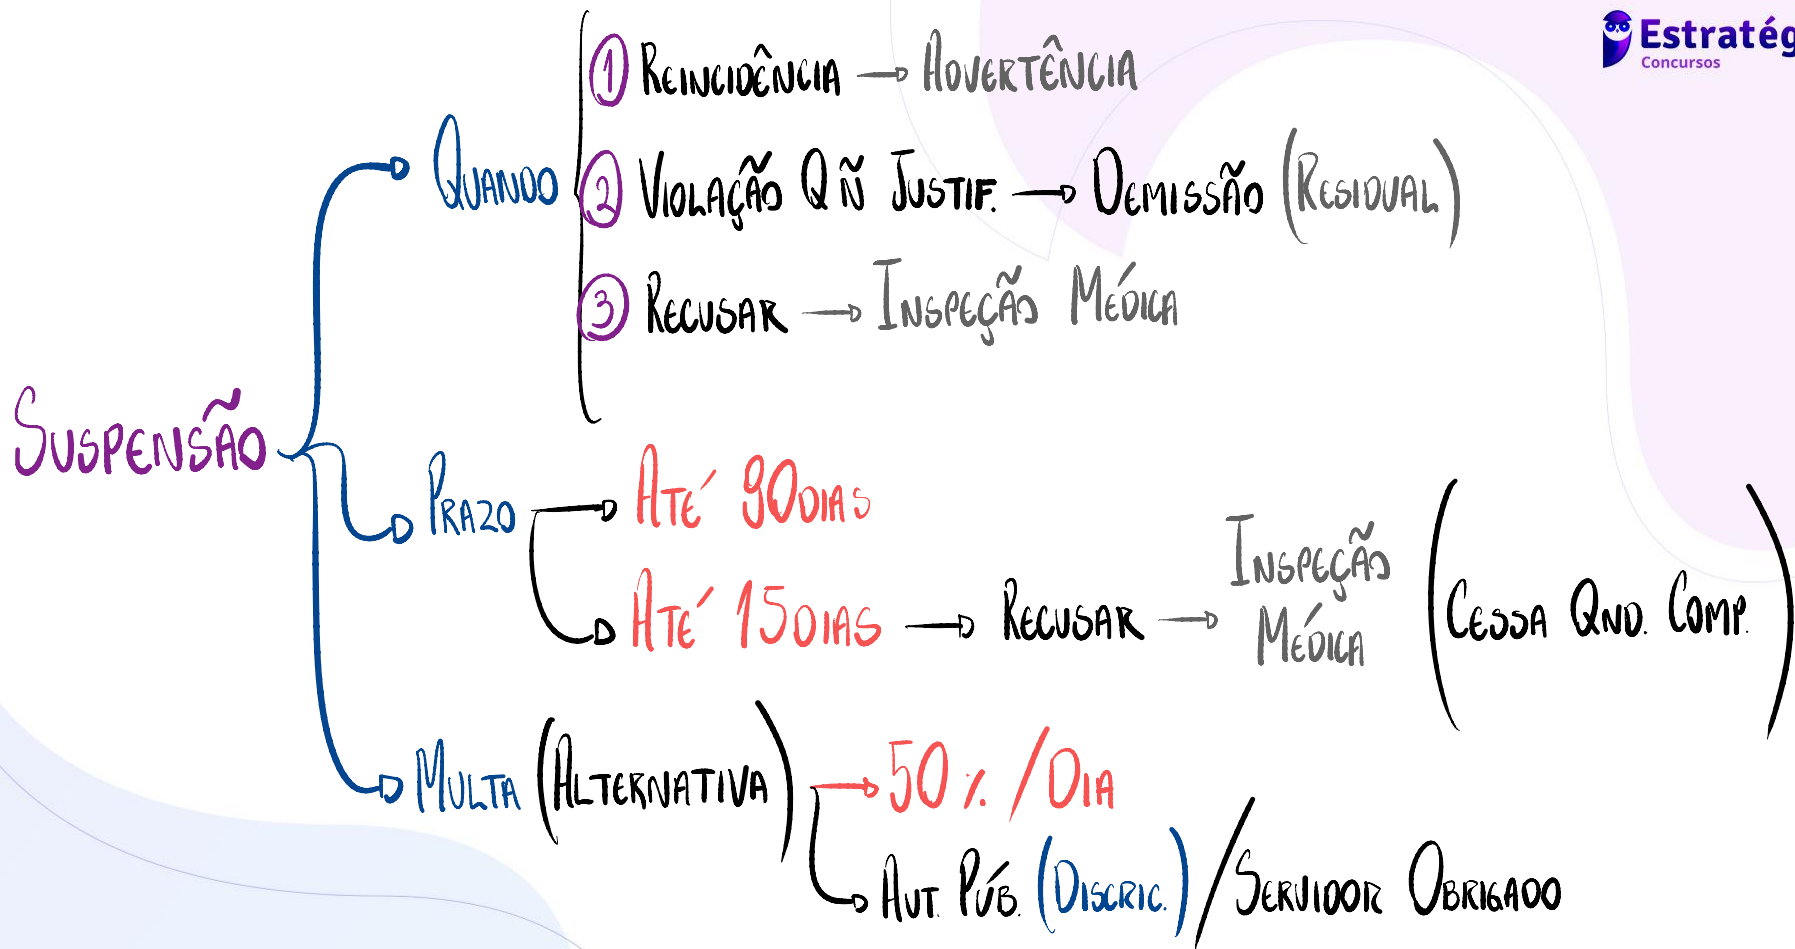 Estratég
Concursos
SUSPENSÃO
QUANDO
1 REINCIDÊNCIA → ADVERTÊNCIA
2 VIOLAÇÃO Q Ñ JUSTIF. → DEMISSÃO (RESIDUAL)
3 RECUSAR → INSPEÇÃO MÉDICA
PRAZO
ATÉ 90 DIAS
ATÉ 15 DIAS → RECUSAR → INSPEÇÃO MÉDICA (CESSA QND. COMP.)
MULTA (ALTERNATIVA)
50% / DIA
AUT. PÚB. (DISCRIC.) / SERVIDOR OBRIGADO